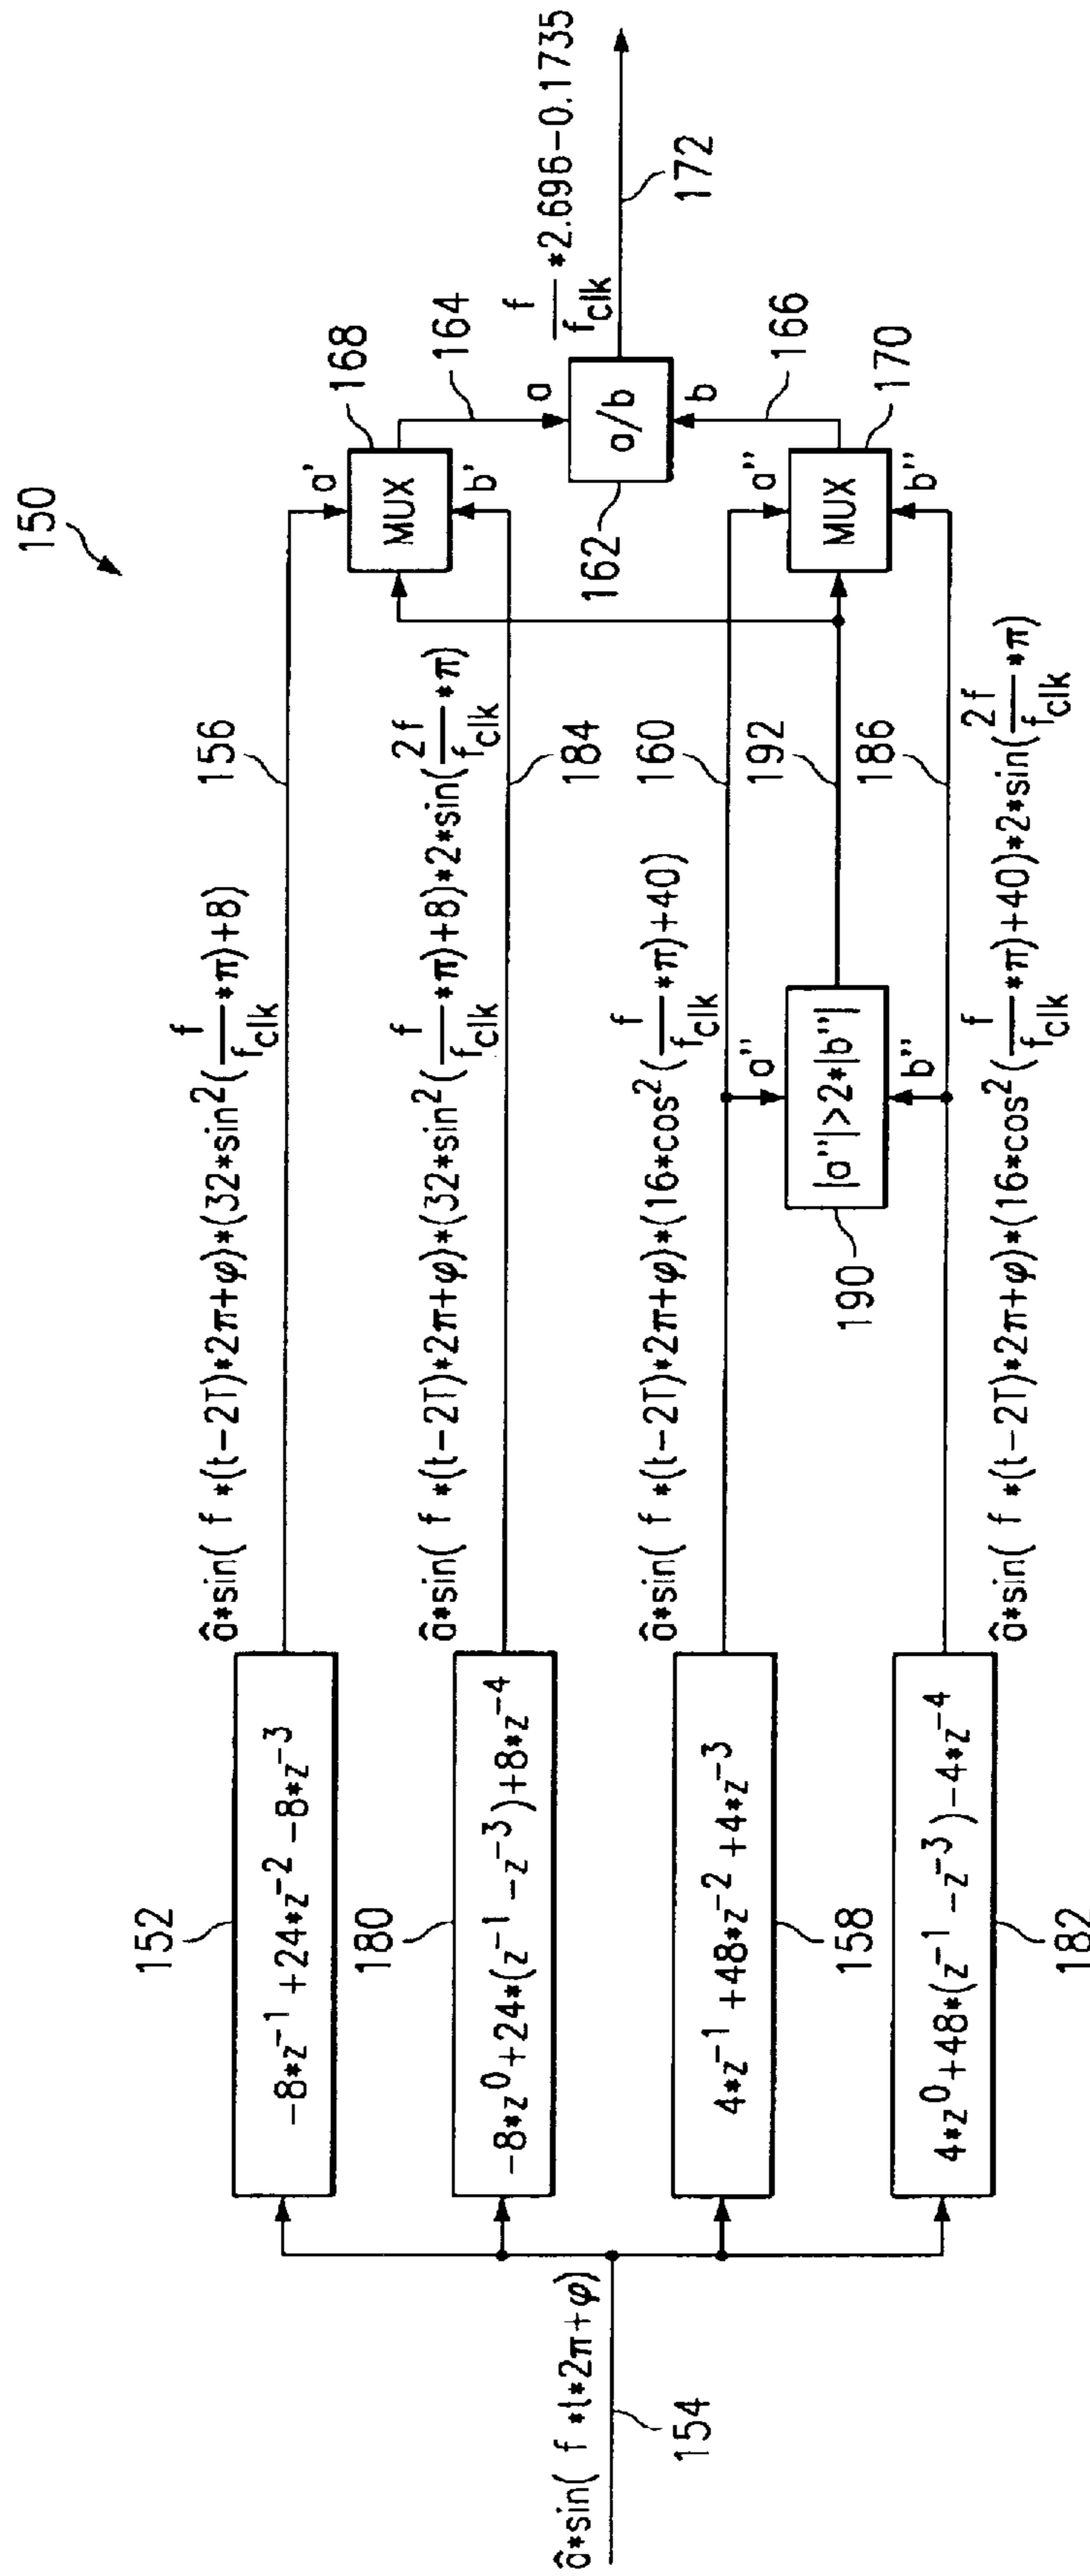 150
â*sin( f *t*2π+φ)
154
152
-8*z⁻¹+24*z⁻²-8*z⁻³
â*sin( f *(t-2T)*2π+φ)*(32*sin²(f/f_clk*π)+8)
156
180
-8*z⁰+24*(z⁻¹-z⁻³)+8*z⁻⁴
â*sin( f *(t-2T)*2π+φ)*(32*sin²(f/f_clk*π)+8)*2*sin(2f/f_clk*π)
184
4*z⁻¹+48*z⁻²+4*z⁻³
158
â*sin( f *(t-2T)*2π+φ)*(16*cos²(f/f_clk*π)+40)
160
4*z⁰+48*(z⁻¹-z⁻³)-4*z⁻⁴
182
â*sin( f *(t-2T)*2π+φ)*(16*cos²(f/f_clk*π)+40)*2*sin(2f/f_clk*π)
186
a"
|a"|>2*|b"|
b"
190
192
a'
MUX
b'
168
164
a
a/b
b
162
166
a"
MUX
b"
170
f/f_clk*2.696-0.1735
172